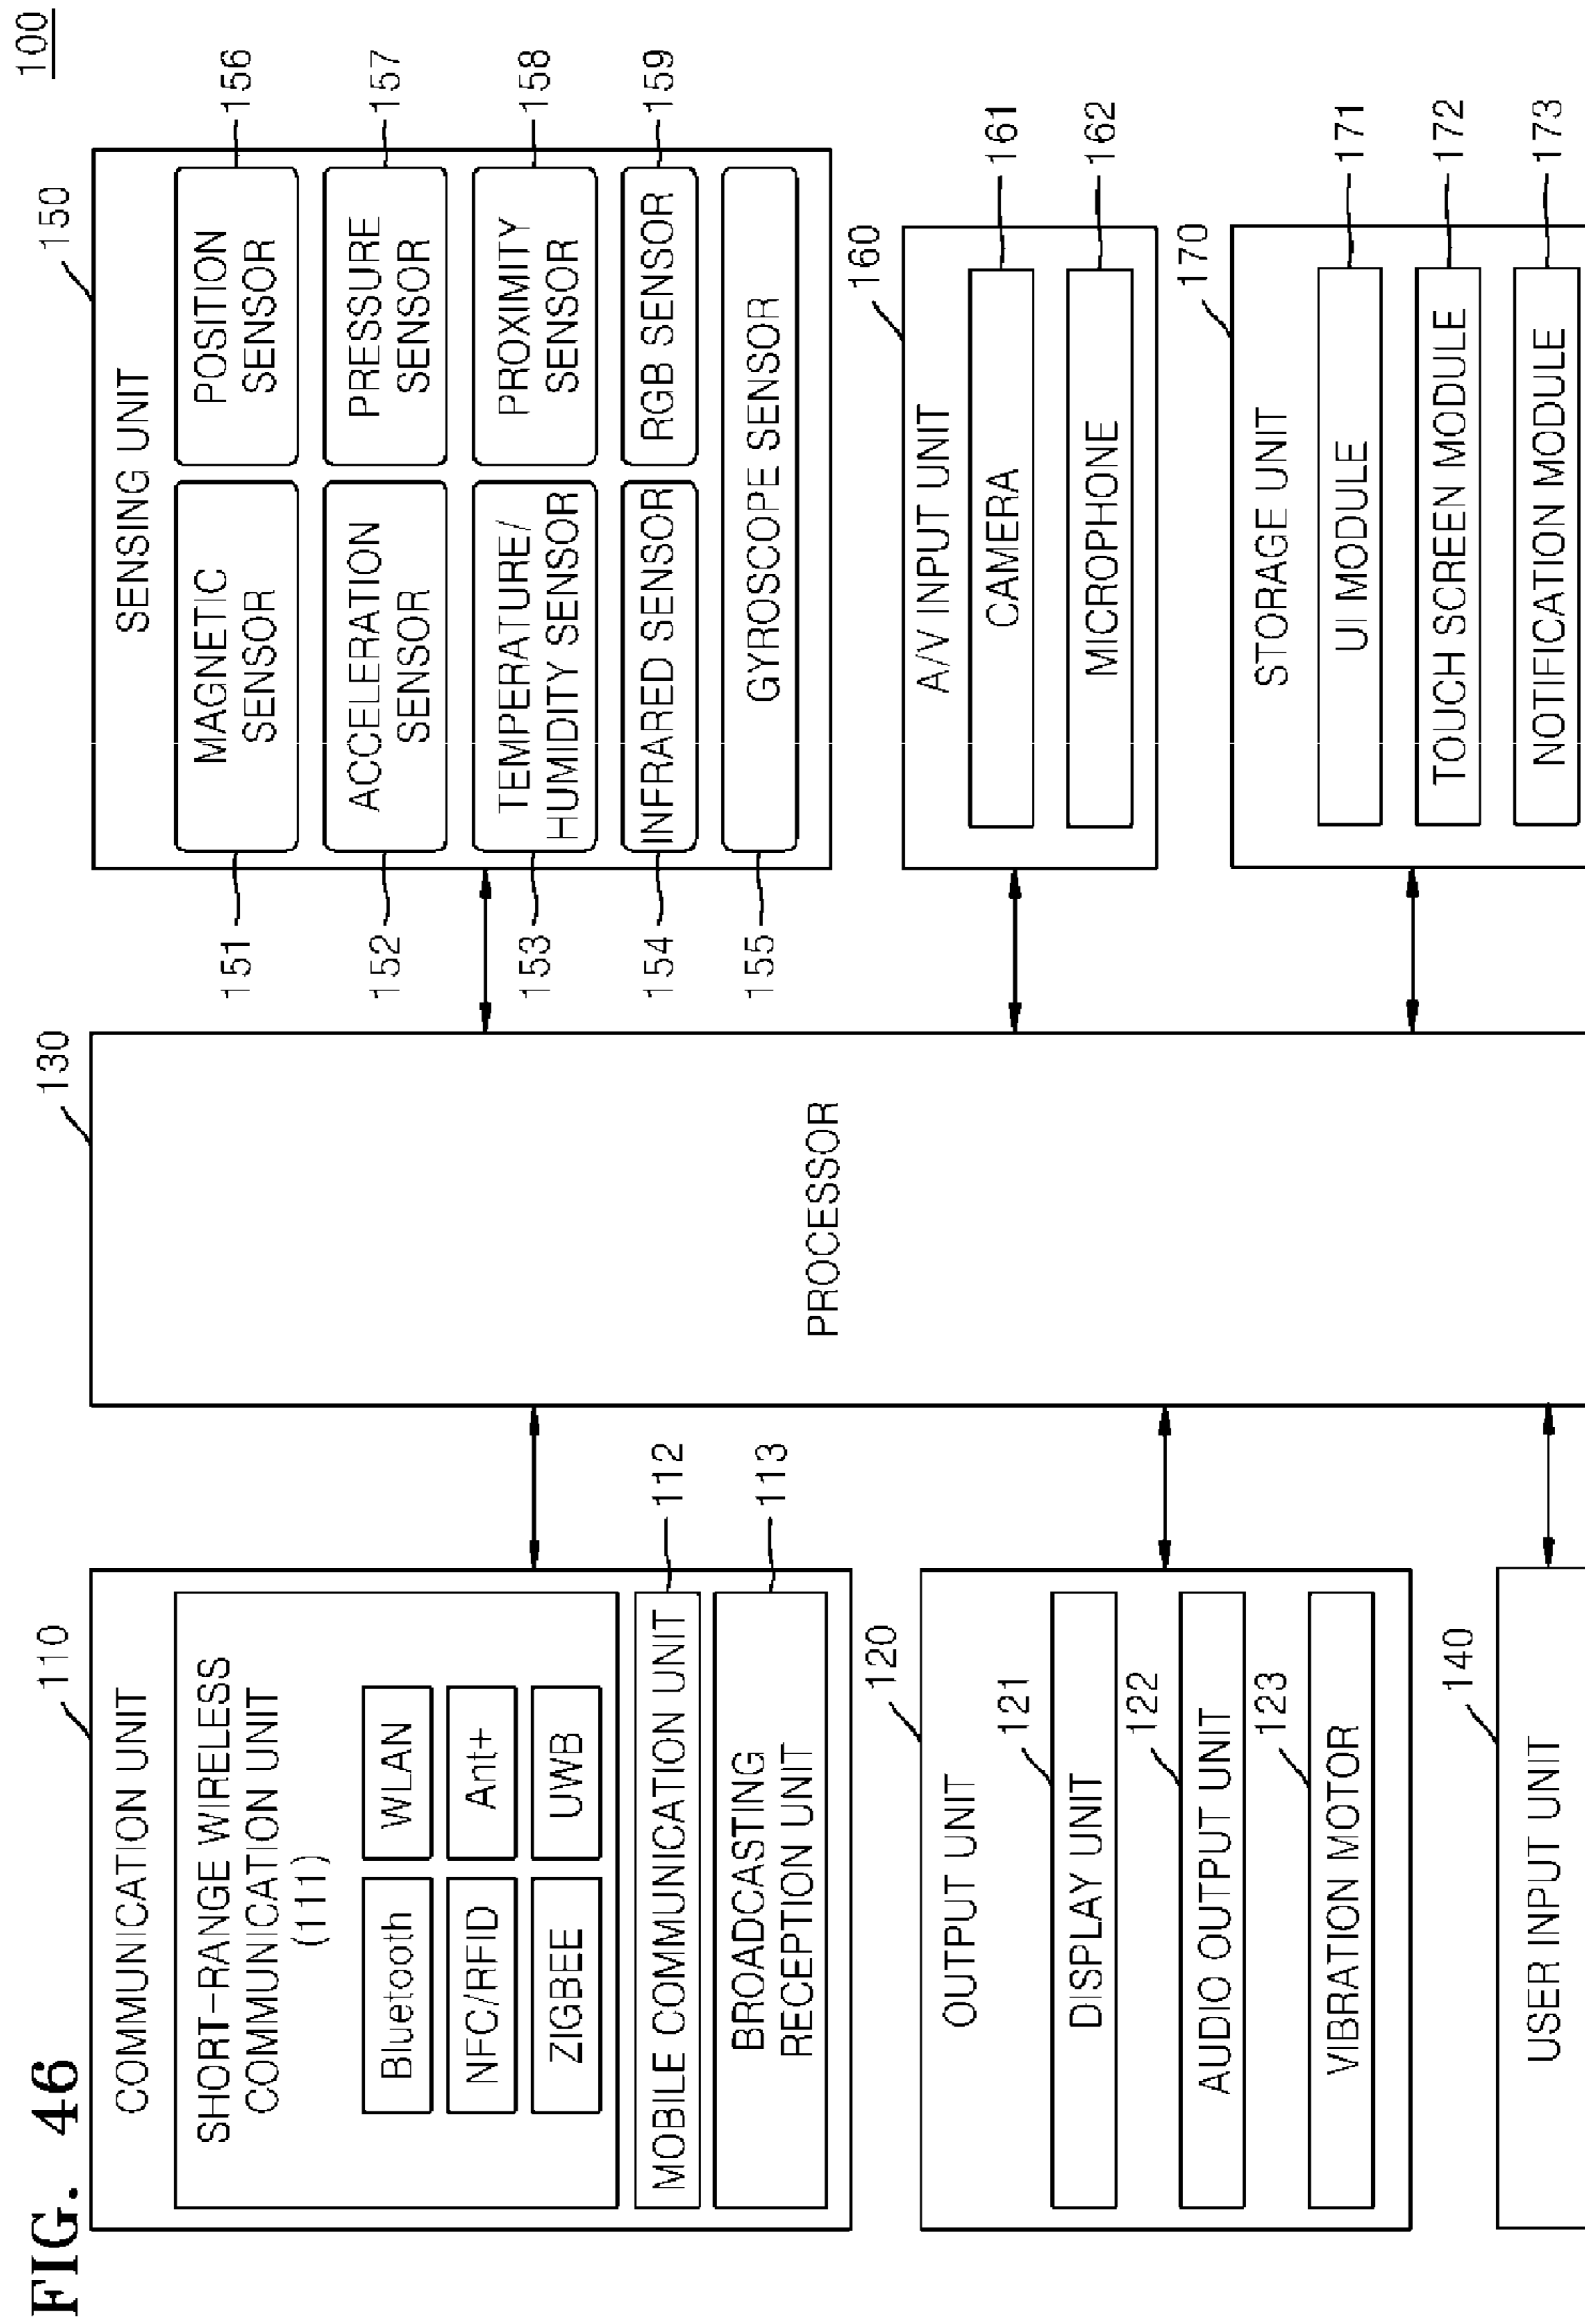 FIG. 46
100
110
COMMUNICATION UNIT
SHORT-RANGE WIRELESS
COMMUNICATION UNIT
(111)
Bluetooth
WLAN
NFC/RFID
Ant+
ZIGBEE
UWB
MOBILE COMMUNICATION UNIT
112
BROADCASTING
RECEPTION UNIT
113
120
OUTPUT UNIT
121
DISPLAY UNIT
122
AUDIO OUTPUT UNIT
123
VIBRATION MOTOR
140
USER INPUT UNIT
130
PROCESSOR
150
SENSING UNIT
151
MAGNETIC
SENSOR
POSITION
SENSOR
156
152
ACCELERATION
SENSOR
PRESSURE
SENSOR
157
153
TEMPERATURE/
HUMIDITY SENSOR
PROXIMITY
SENSOR
158
154
INFRARED SENSOR
RGB SENSOR
159
155
GYROSCOPE SENSOR
160
A/V INPUT UNIT
CAMERA
161
MICROPHONE
162
170
STORAGE UNIT
UI MODULE
171
TOUCH SCREEN MODULE
172
NOTIFICATION MODULE
173